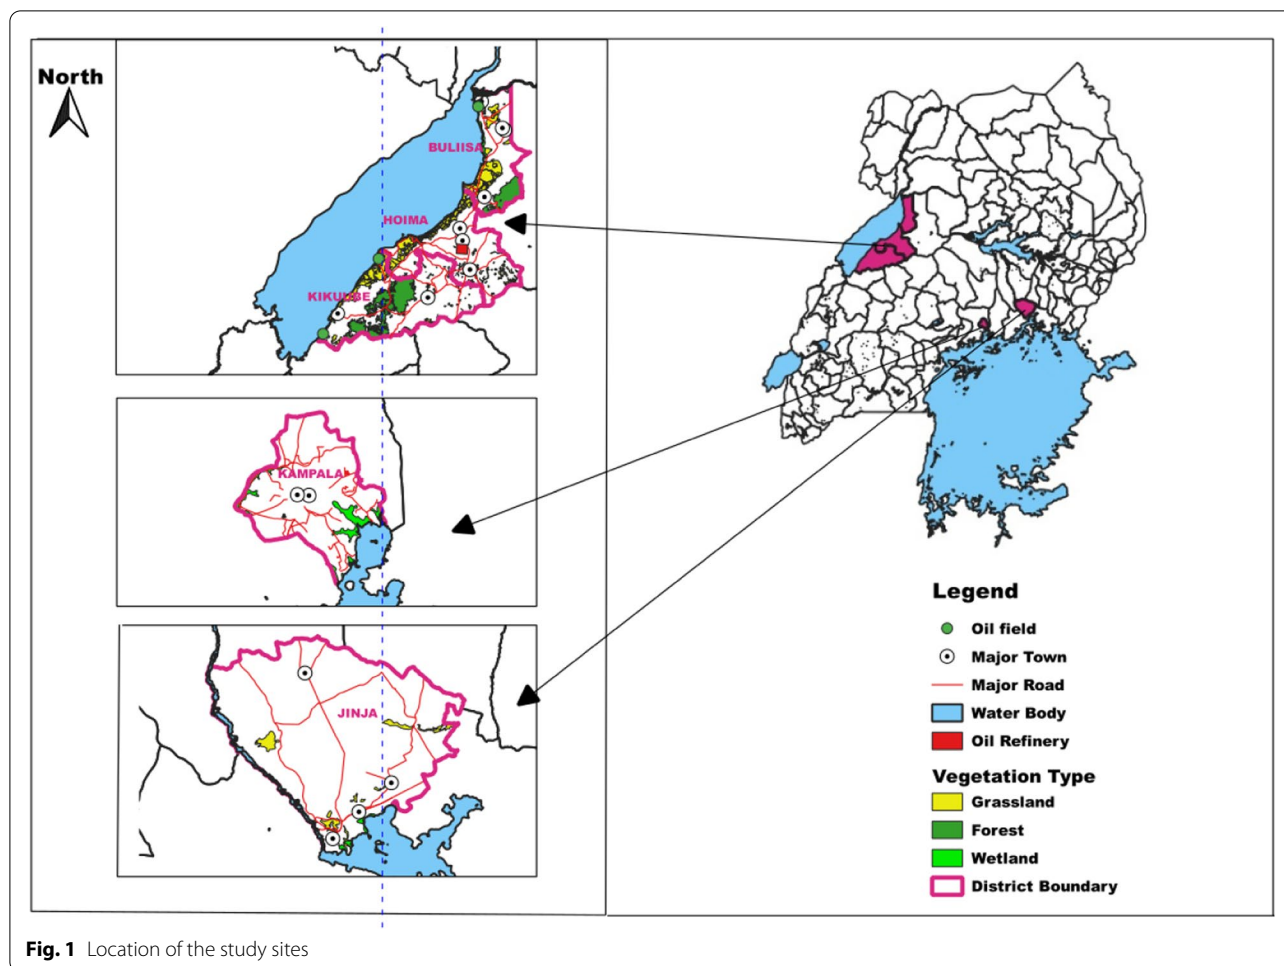 North
BULIISA
HOIMA
KIKUUBE
KAMPALA
JINJA
Legend
Oil field
Major Town
Major Road
Water Body
Oil Refinery
Vegetation Type
Grassland
Forest
Wetland
District Boundary
Fig. 1 Location of the study sites